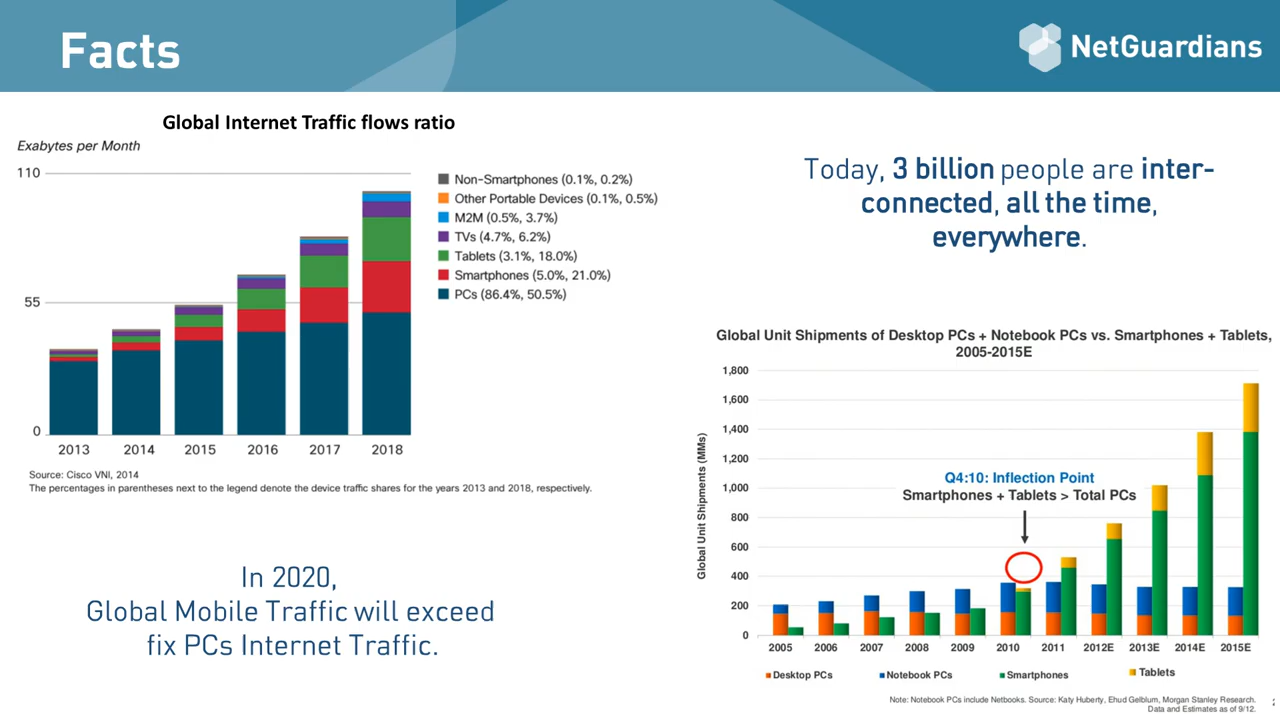 Facts
NetGuardians
Global Internet Traffic flows ratio
Exabytes per Month
110
55
0
2013 2014 2015 2016 2017 2018
Non-Smartphones (0.1%, 0.2%)
Other Portable Devices (0.1%, 0.5%)
M2M (0.5%, 3.7%)
TVs (4.7%, 6.2%)
Tablets (3.1%, 18.0%)
Smartphones (5.0%, 21.0%)
PCs (86.4%, 50.5%)
Source: Cisco VNI, 2014
The percentages in parentheses next to the legend denote the device traffic shares for the years 2013 and 2018, respectively.
In 2020,
Global Mobile Traffic will exceed
fix PCs Internet Traffic.
Today, 3 billion people are inter-
connected, all the time,
everywhere.
Global Unit Shipments of Desktop PCs + Notebook PCs vs. Smartphones + Tablets,
2005-2015E
Global Unit Shipments (MMs)
1,800
1,600
1,400
1,200
1,000
800
600
400
200
0
Q4:10: Inflection Point
Smartphones + Tablets > Total PCs
2005 2006 2007 2008 2009 2010 2011 2012E 2013E 2014E 2015E
Desktop PCs Notebook PCs Smartphones Tablets
Note: Notebook PCs include Netbooks. Source: Katy Huberty, Ehud Gelblum, Morgan Stanley Research.
Data and Estimates as of 9/12.